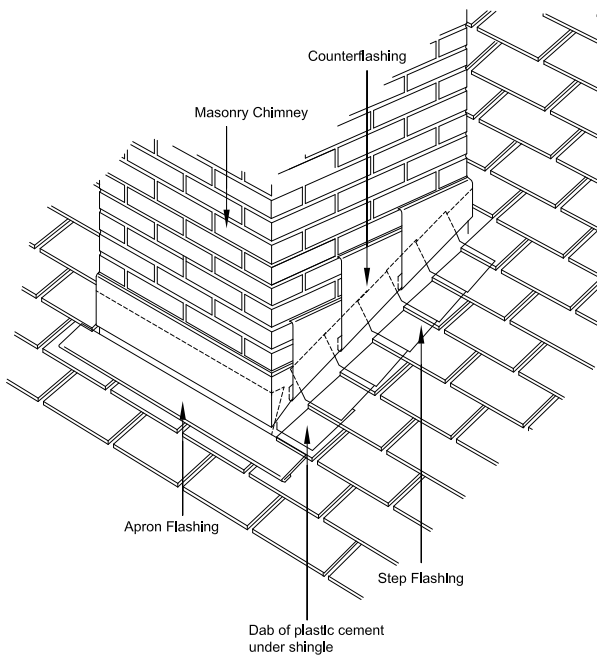 Counterflashing
Masonry Chimney
Apron Flashing
Step Flashing
Dab of plastic cement
under shingle